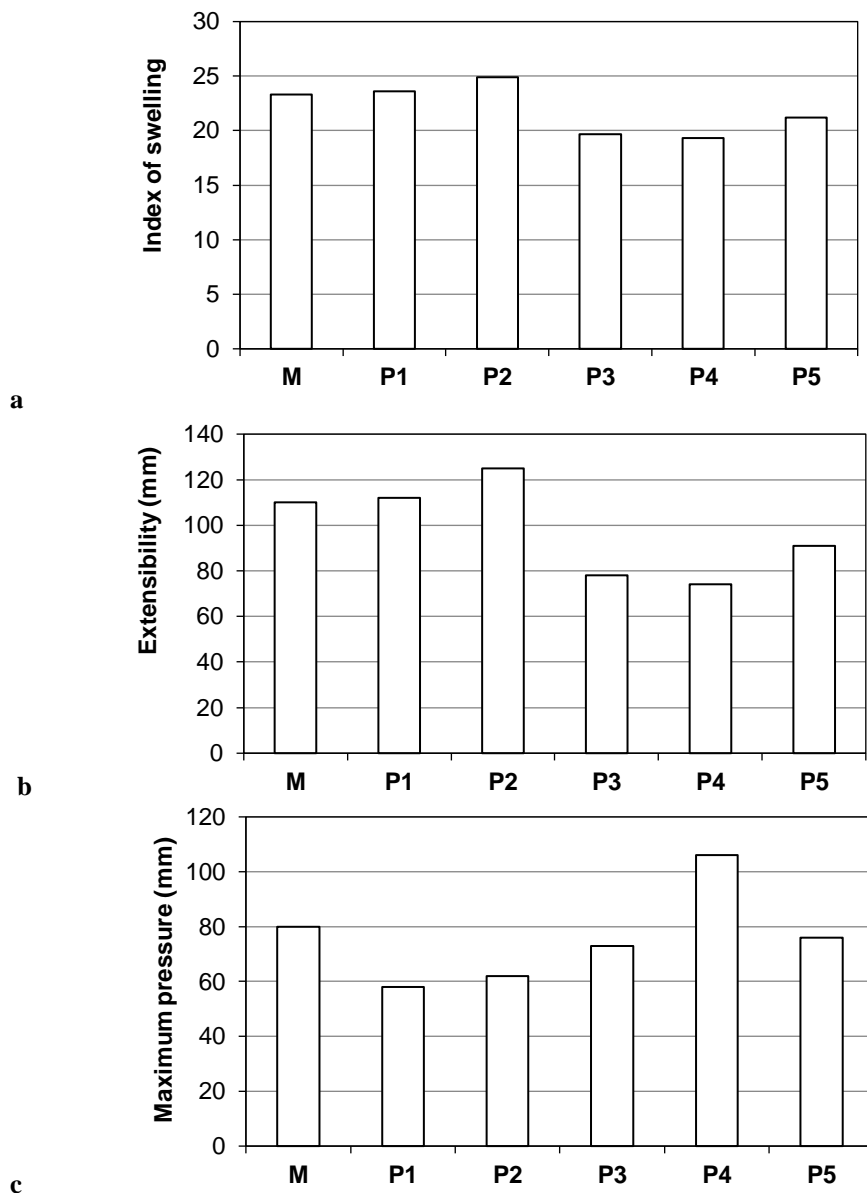 Index of swelling
30
25
20
15
10
5
0
M P1 P2 P3 P4 P5
a
Extensibility (mm)
140
120
100
80
60
40
20
0
M P1 P2 P3 P4 P5
b
Maximum pressure (mm)
120
100
80
60
40
20
0
M P1 P2 P3 P4 P5
c